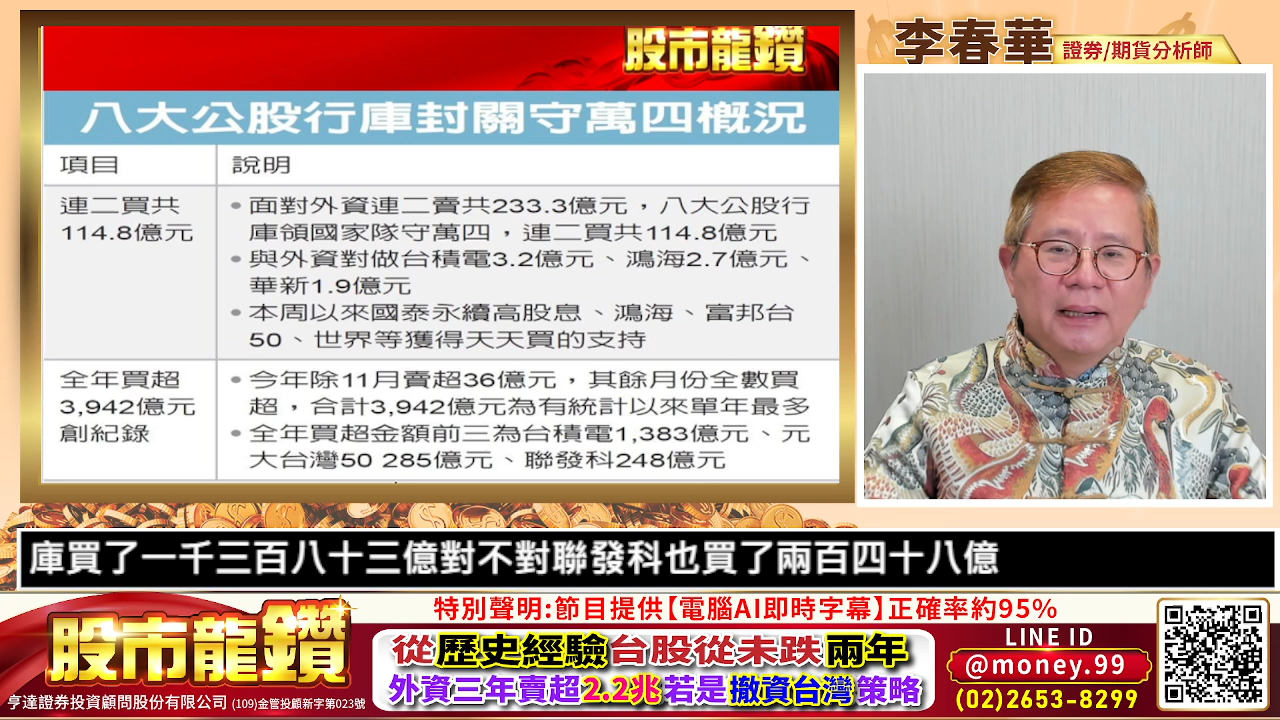 股市龍鑽
八大公股行庫封關守萬四概況
項目
說明
連二買共
114.8億元
•面對外資連二賣共233.3億元，八大公股行
庫領國家隊守萬四，連二買共114.8億元
•與外資對做台積電3.2億元、鴻海2.7億元、
華新1.9億元
•本周以來國泰永續高股息、鴻海、富邦台
50、世界等獲得天天買的支持
全年買超
3,942億元
創紀錄
•今年除11月賣超36億元，其餘月份全數買
超，合計3,942億元為有統計以來單年最多
•全年買超金額前三為台積電1,383億元、元
大台灣50 285億元、聯發科248億元
李春華 證券/期貨分析師
庫買了一千三百八十三億對不對聯發科也買了兩百四十八億
特別聲明:節目提供【電腦AI即時字幕】正確率約95%
股市龍鑽
亨達證券投資顧問股份有限公司 (109)金管投顧新字第023號
從歷史經驗台股從未跌兩年
外資三年賣超2.2兆若是撤資台灣策略
LINE ID
@money.99
(02)2653-8299